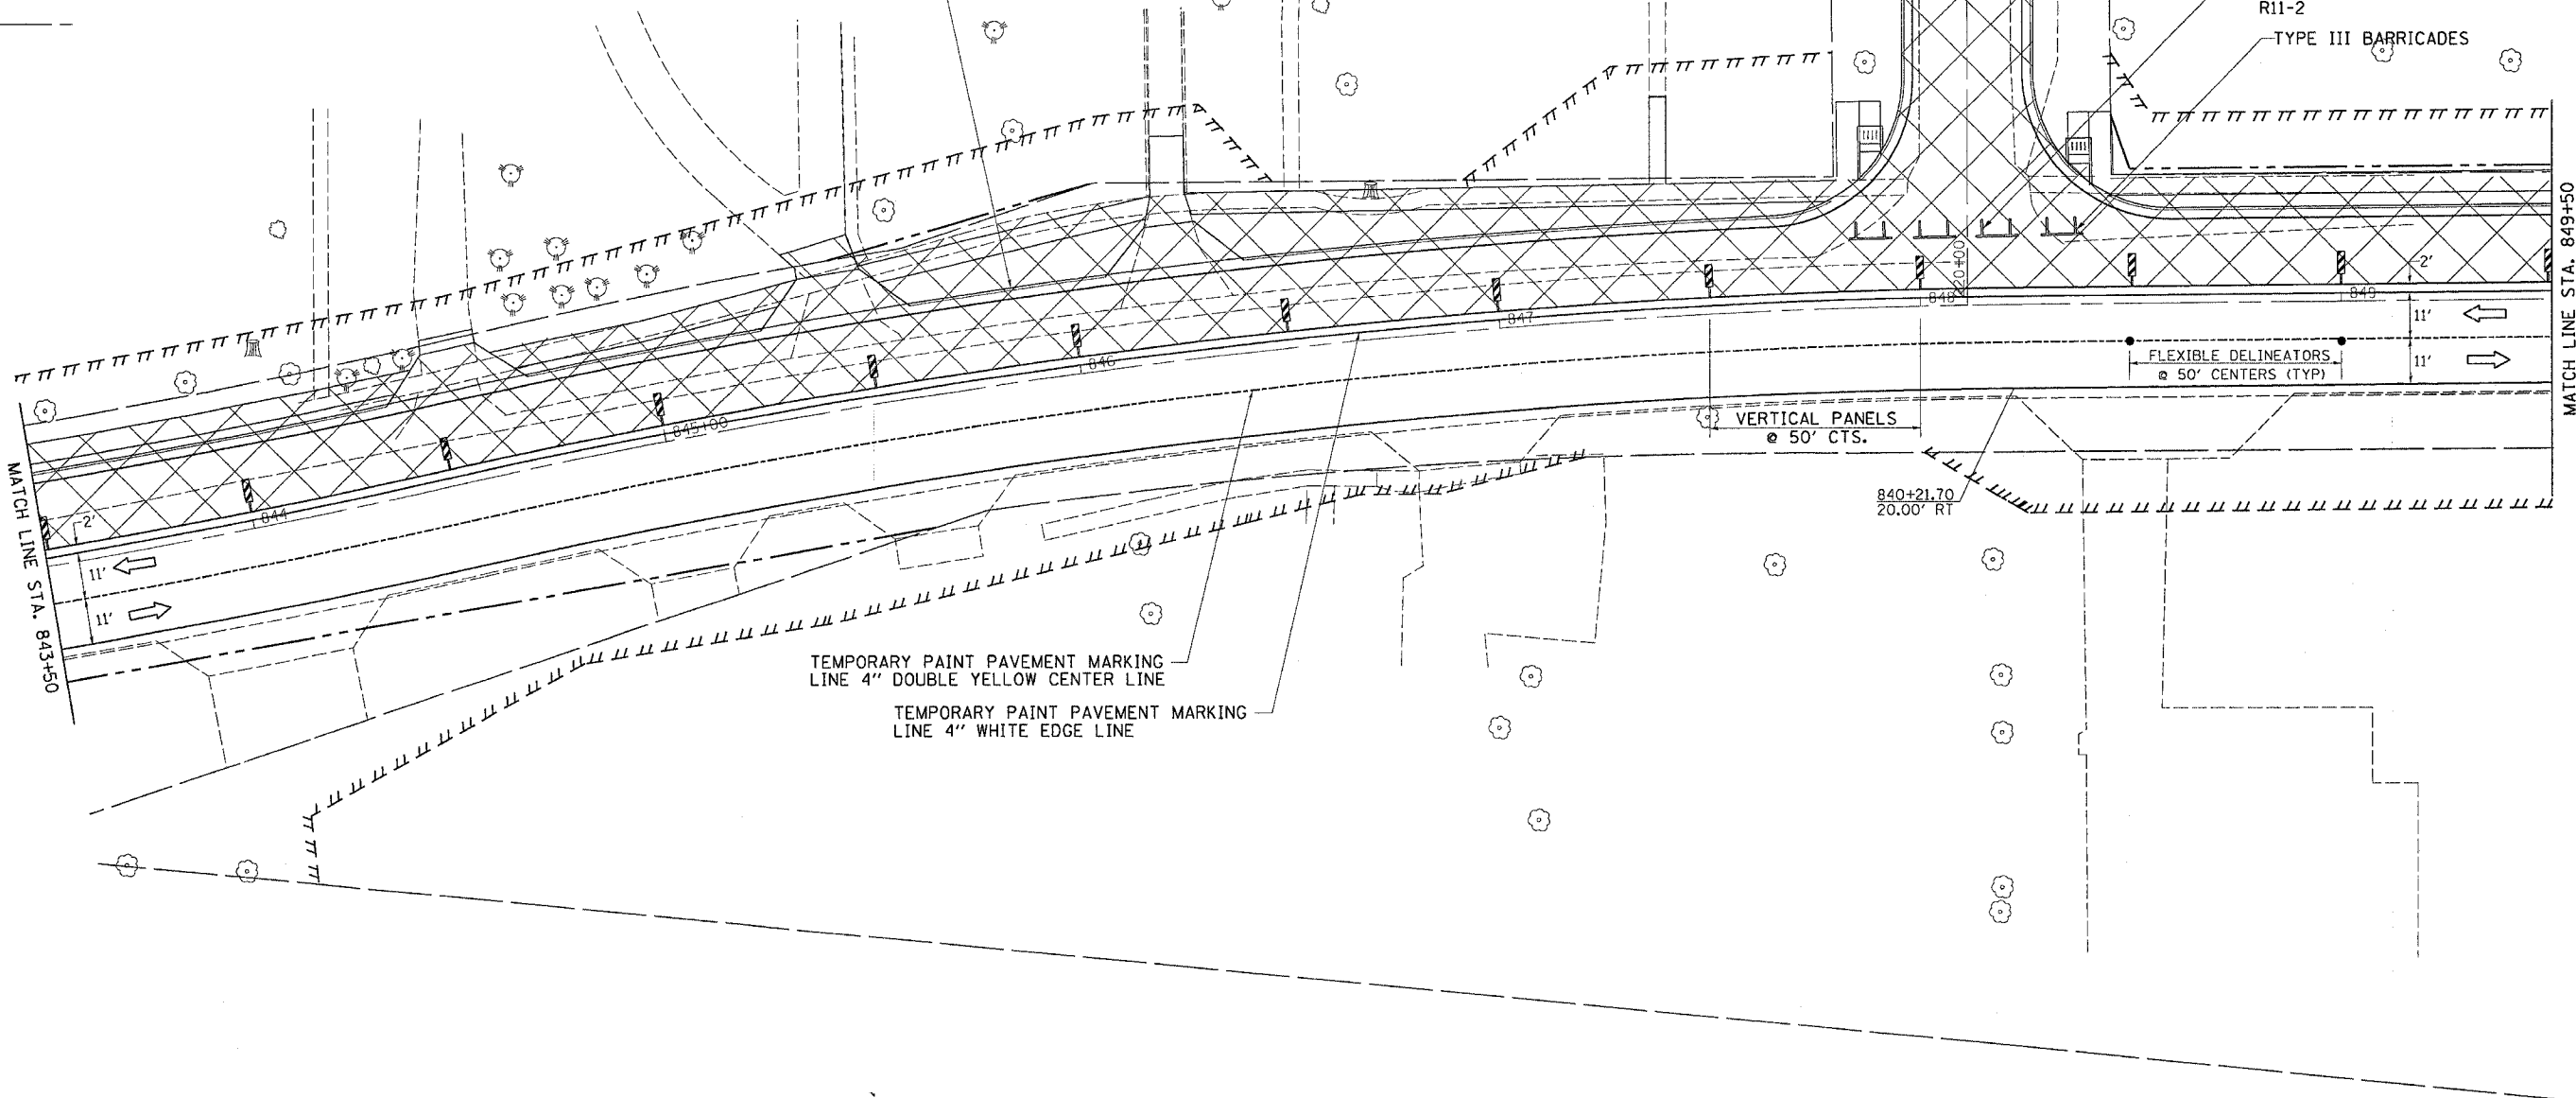 R11-2
TYPE III BARRICADES
MATCH LINE STA. 849+50
220+00
2'
848
849
11'
847
FLEXIBLE DELINEATORS
@ 50' CENTERS (TYP)
11'
846
VERTICAL PANELS
@ 50' CTS.
845+00
840+21.70
20.00' RT
844
2'
MATCH LINE STA. 843+50
11'
11'
TEMPORARY PAINT PAVEMENT MARKING
LINE 4" DOUBLE YELLOW CENTER LINE
TEMPORARY PAINT PAVEMENT MARKING
LINE 4" WHITE EDGE LINE